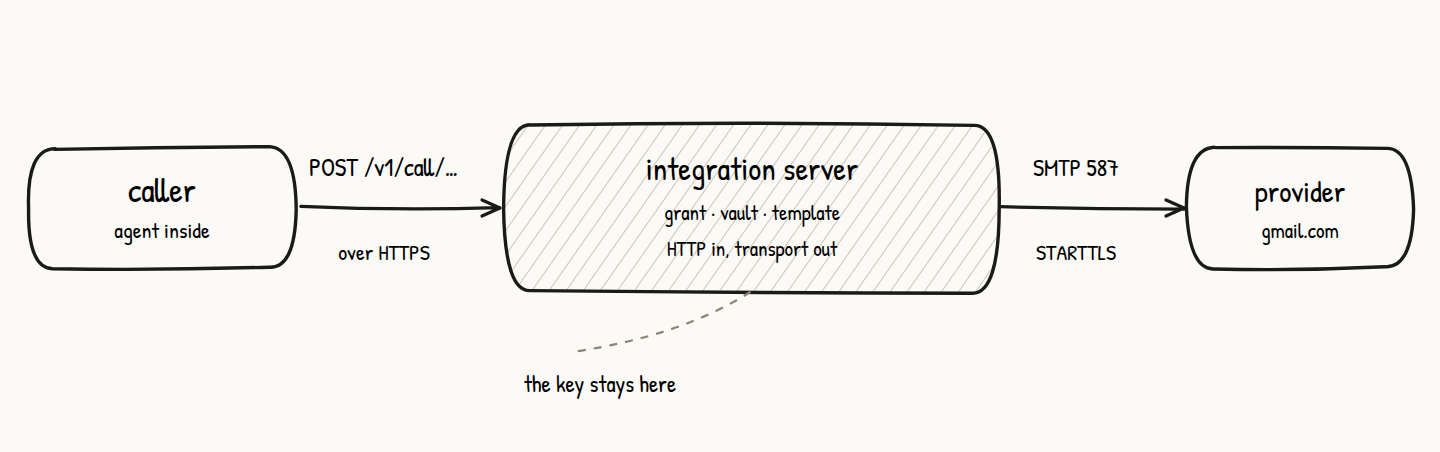 caller
agent inside
POST /v1/call/...
over HTTPS
integration server
grant · vault · template
HTTP in, transport out
SMTP 587
STARTTLS
provider
gmail.com
the key stays here